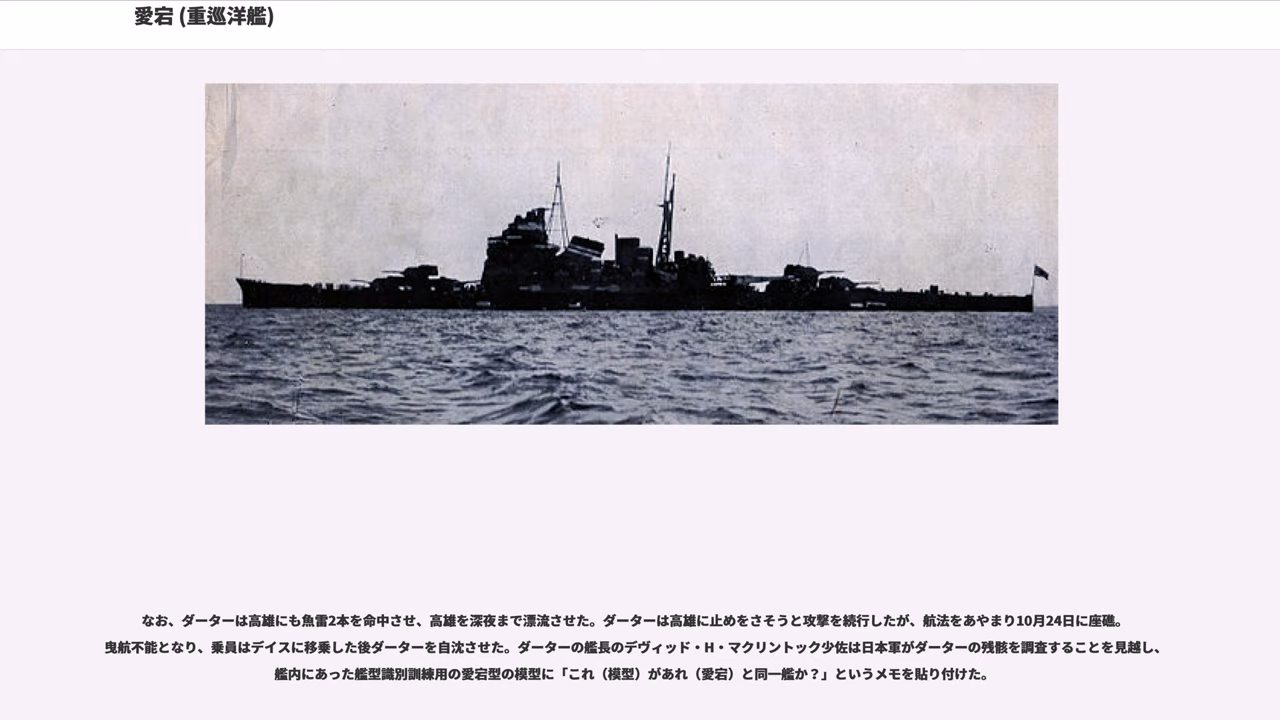 愛宕 (重巡洋艦)
なお、ダーターは高雄にも魚雷2本を命中させ、高雄を深夜まで漂流させた。ダーターは高雄に止めをさそうと攻撃を続行したが、航法をあやまり10月24日に座礁。
曳航不能となり、乗員はデイスに移乗した後ダーターを自沈させた。ダーターの艦長のデヴィッド・H・マクリントック少佐は日本軍がダーターの残骸を調査することを見越し、
艦内にあった艦型識別訓練用の愛宕型の模型に「これ（模型）があれ（愛宕）と同一艦か？」というメモを貼り付けた。